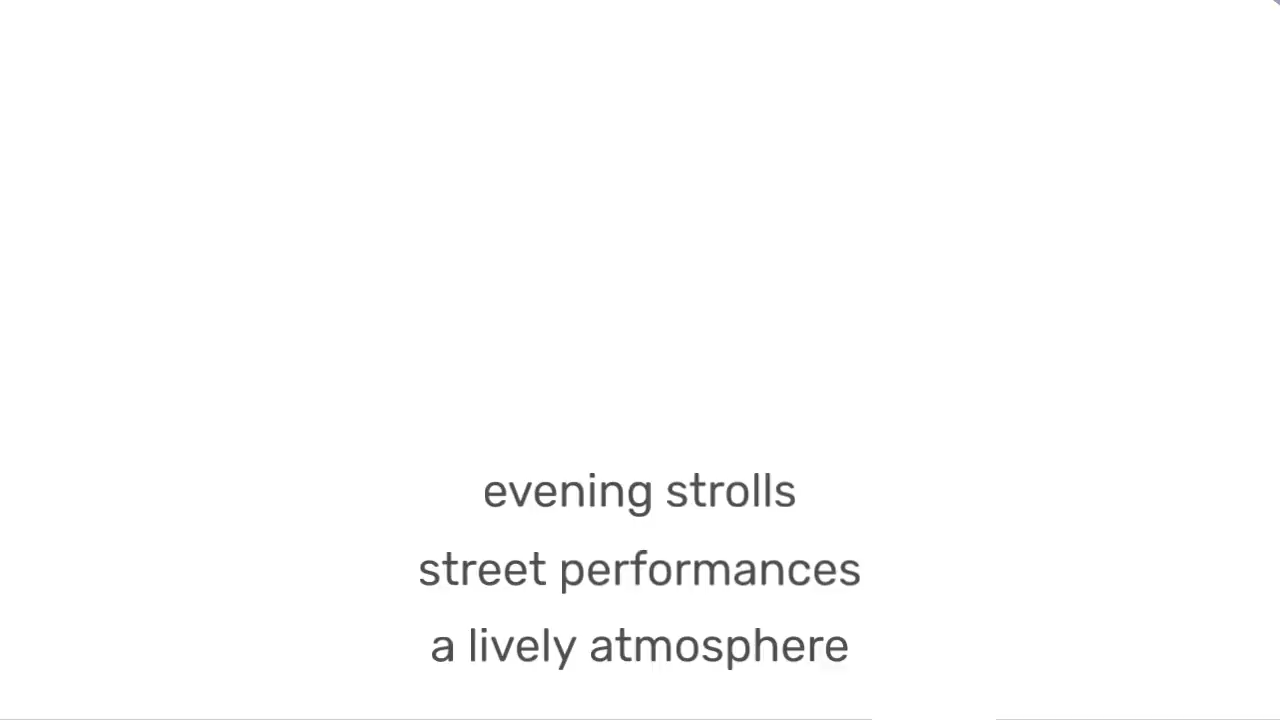 evening strolls
street performances
a lively atmosphere